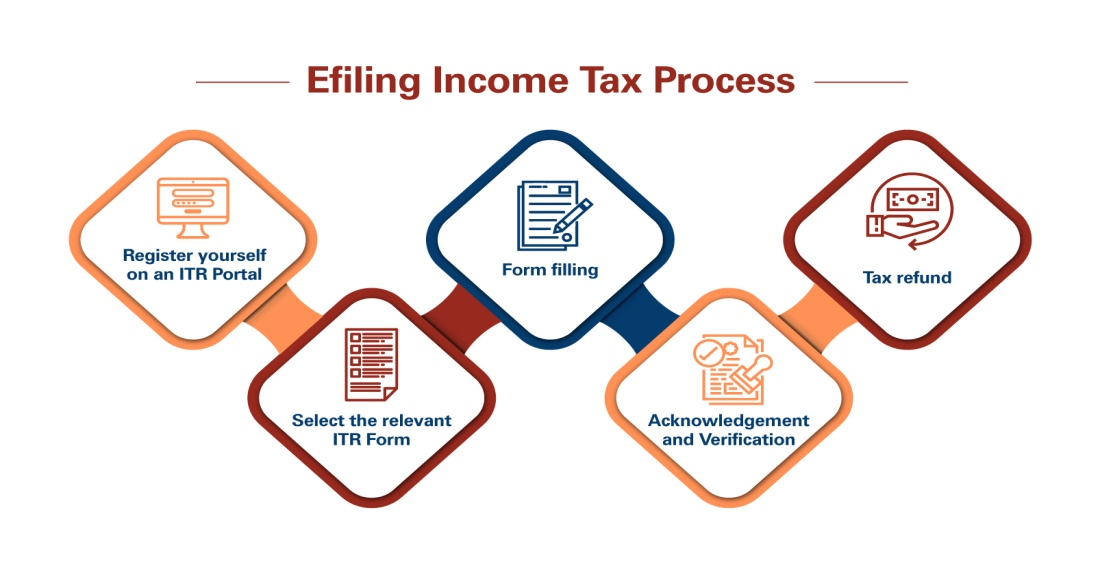 Efiling Income Tax Process
Register yourself
on an ITR Portal
Select the relevant
ITR Form
Form filling
Acknowledgement
and Verification
Tax refund